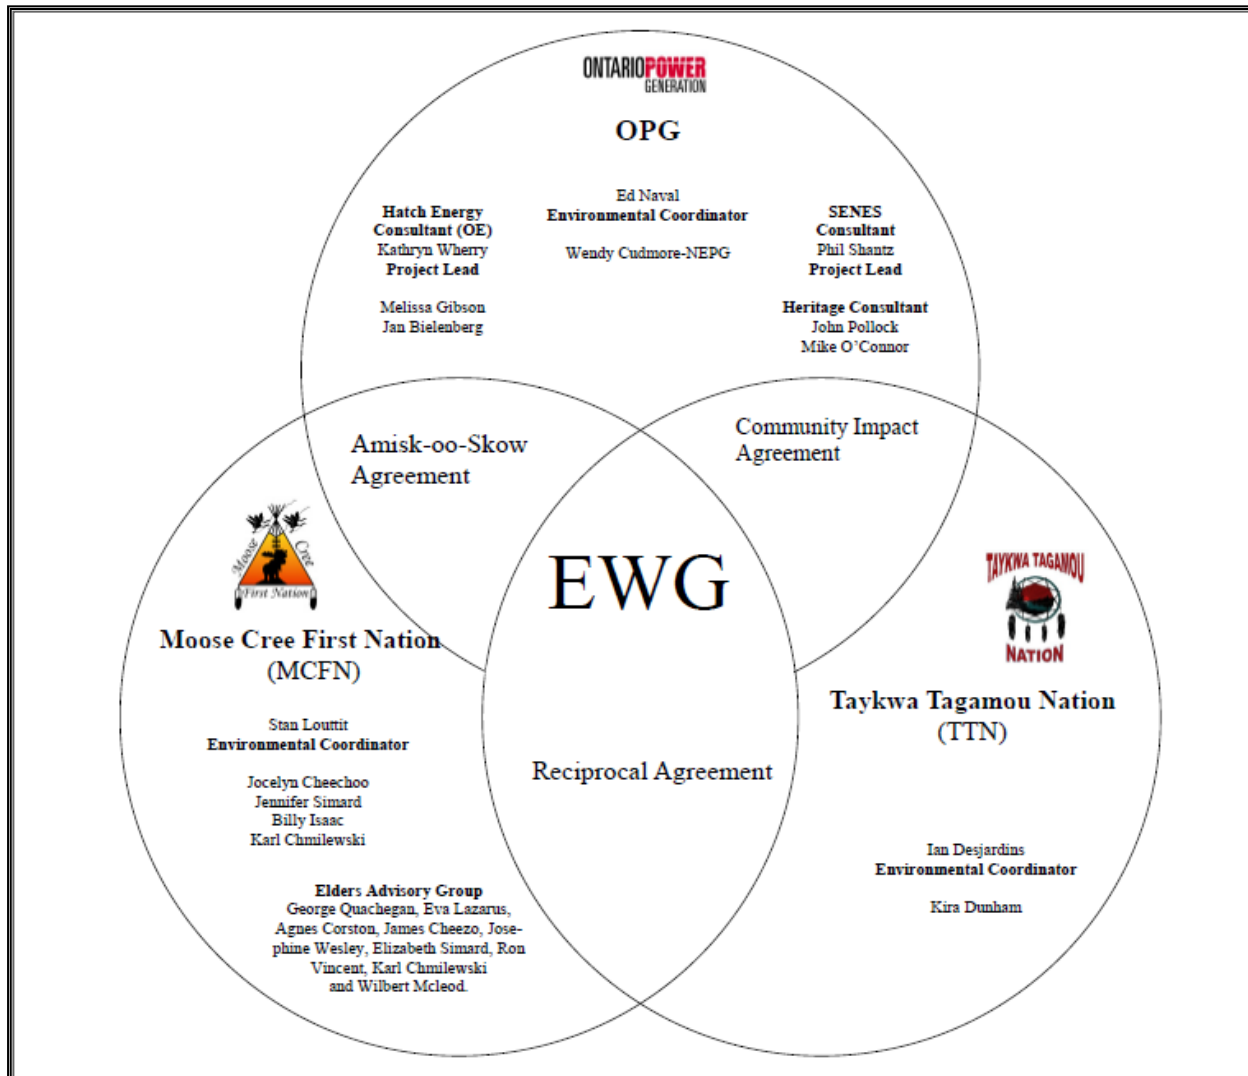 ONTARIOPOWER
GENERATION
OPG
Ed Naval
Environmental Coordinator
Wendy Cudmore-NEPG
Hatch Energy
Consultant (OE)
Kathryn Wherry
Project Lead
Melissa Gibson
Jan Bielenberg
SENES
Consultant
Phil Shantz
Project Lead
Heritage Consultant
John Pollock
Mike O’Connor
Amisk-oo-Skow
Agreement
Community Impact
Agreement
EWG
Reciprocal Agreement
Moose Cree
First Nation
Moose Cree First Nation
(MCFN)
Stan Louttit
Environmental Coordinator
Jocelyn Cheechoo
Jennifer Simard
Billy Isaac
Karl Chmilewski
Elders Advisory Group
George Quachegan, Eva Lazarus,
Agnes Corston, James Cheezo, Jose-
phine Wesley, Elizabeth Simard, Ron
Vincent, Karl Chmilewski
and Wilbert Mcleod.
TAYKWA TAGAMOU
NATION
Taykwa Tagamou Nation
(TTN)
Ian Desjardins
Environmental Coordinator
Kira Dunham